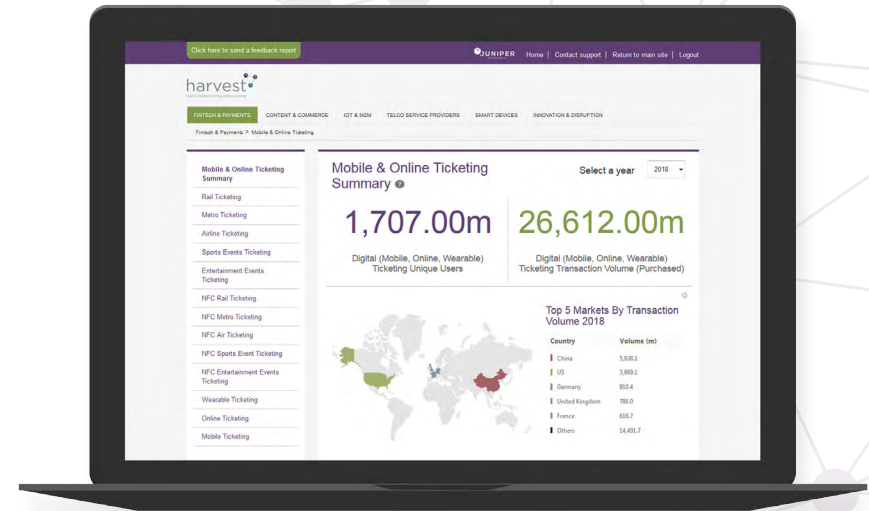 Click here to send a feedback report
JUNIPER
Home | Contact support | Return to main site | Logout
harvest
FINTECH & PAYMENTS
CONTENT & COMMERCE
IOT & M2M
TELCO SERVICE PROVIDERS
SMART DEVICES
INNOVATION & DISRUPTION
Fintech & Payments > Mobile & Online Ticketing
Mobile & Online Ticketing
Summary
Rail Ticketing
Metro Ticketing
Airline Ticketing
Sports Events Ticketing
Entertainment Events
Ticketing
NFC Rail Ticketing
NFC Metro Ticketing
NFC Air Ticketing
NFC Sports Event Ticketing
NFC Entertainment Events
Ticketing
Wearable Ticketing
Online Ticketing
Mobile Ticketing
Mobile & Online Ticketing
Summary ?
Select a year 2018
1,707.00m
Digital (Mobile, Online, Wearable)
Ticketing Unique Users
26,612.00m
Digital (Mobile, Online, Wearable)
Ticketing Transaction Volume (Purchased)
Top 5 Markets By Transaction
Volume 2018
Country Volume (m)
China 5,938.1
US 3,869.1
Germany 910.4
United Kingdom 786.0
France 616.7
Others 14,491.7